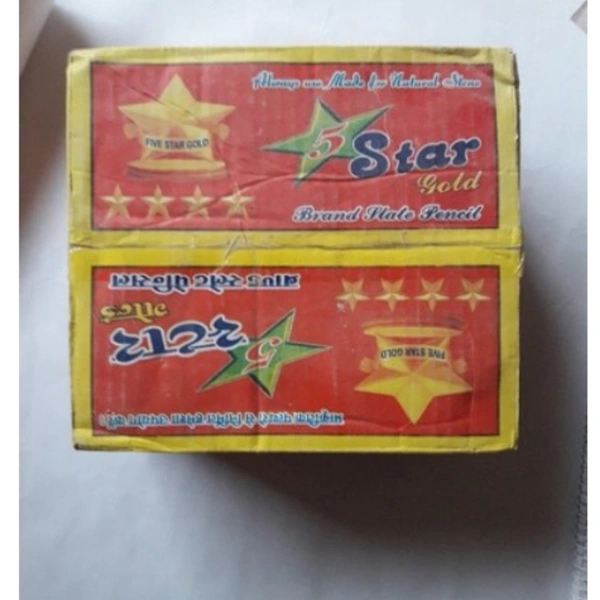 Always use Made for Natural Stone
FIVE STAR GOLD
5 Star
Gold
Brand Slate Pencil
ब्राण्ड स्लेट पेन्सिल
गोल्ड
5 स्टार
FIVE STAR GOLD